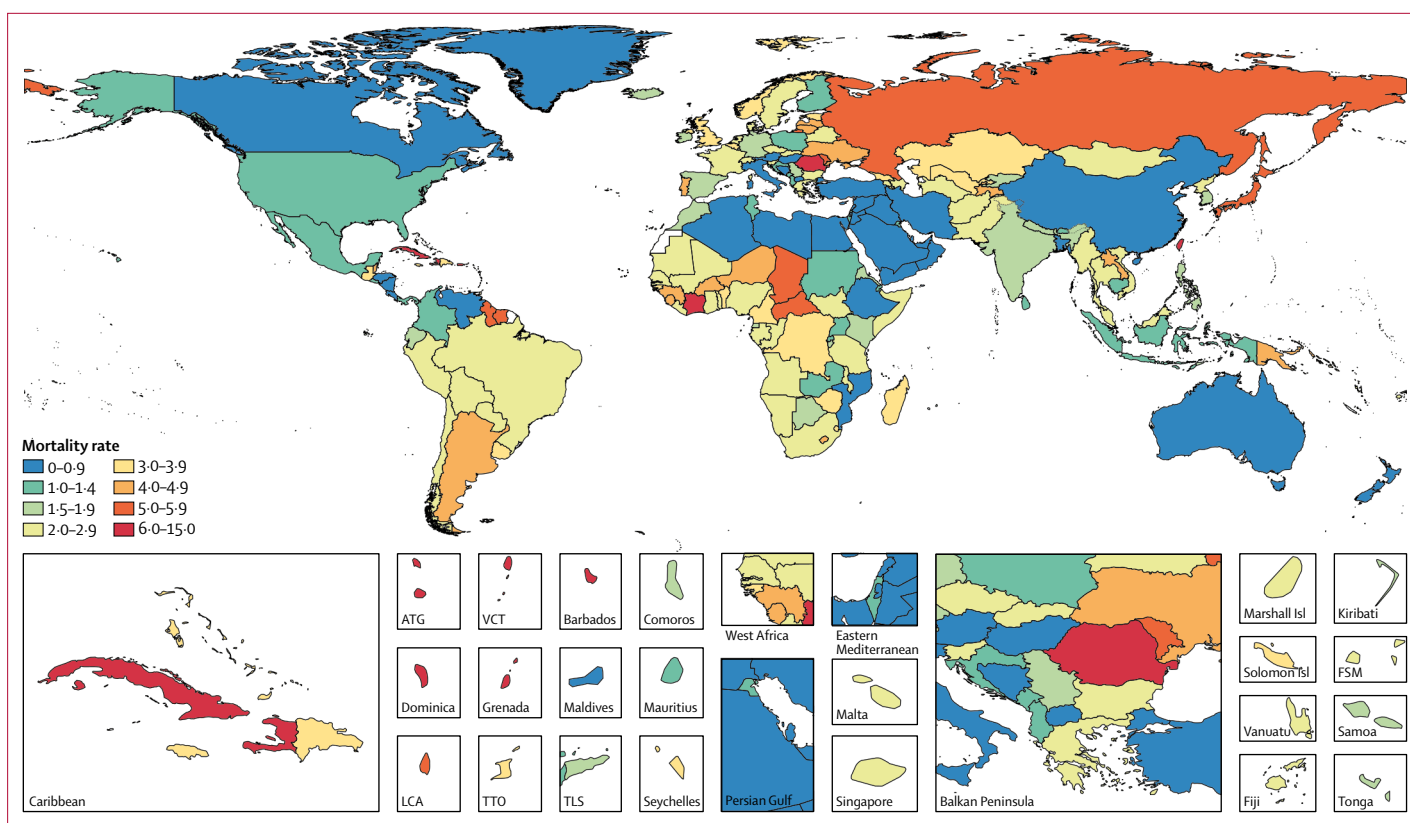 Mortality rate
0–0·9
1·0–1·4
1·5–1·9
2·0–2·9
3·0–3·9
4·0–4·9
5·0–5·9
6·0–15·0
Caribbean
ATG
VCT
Barbados
Comoros
West Africa
Eastern
Mediterranean
Dominica
Grenada
Maldives
Mauritius
Malta
LCA
TTO
TLS
Seychelles
Persian Gulf
Singapore
Balkan Peninsula
Marshall Isl
Kiribati
Solomon Isl
FSM
Vanuatu
Samoa
Fiji
Tonga